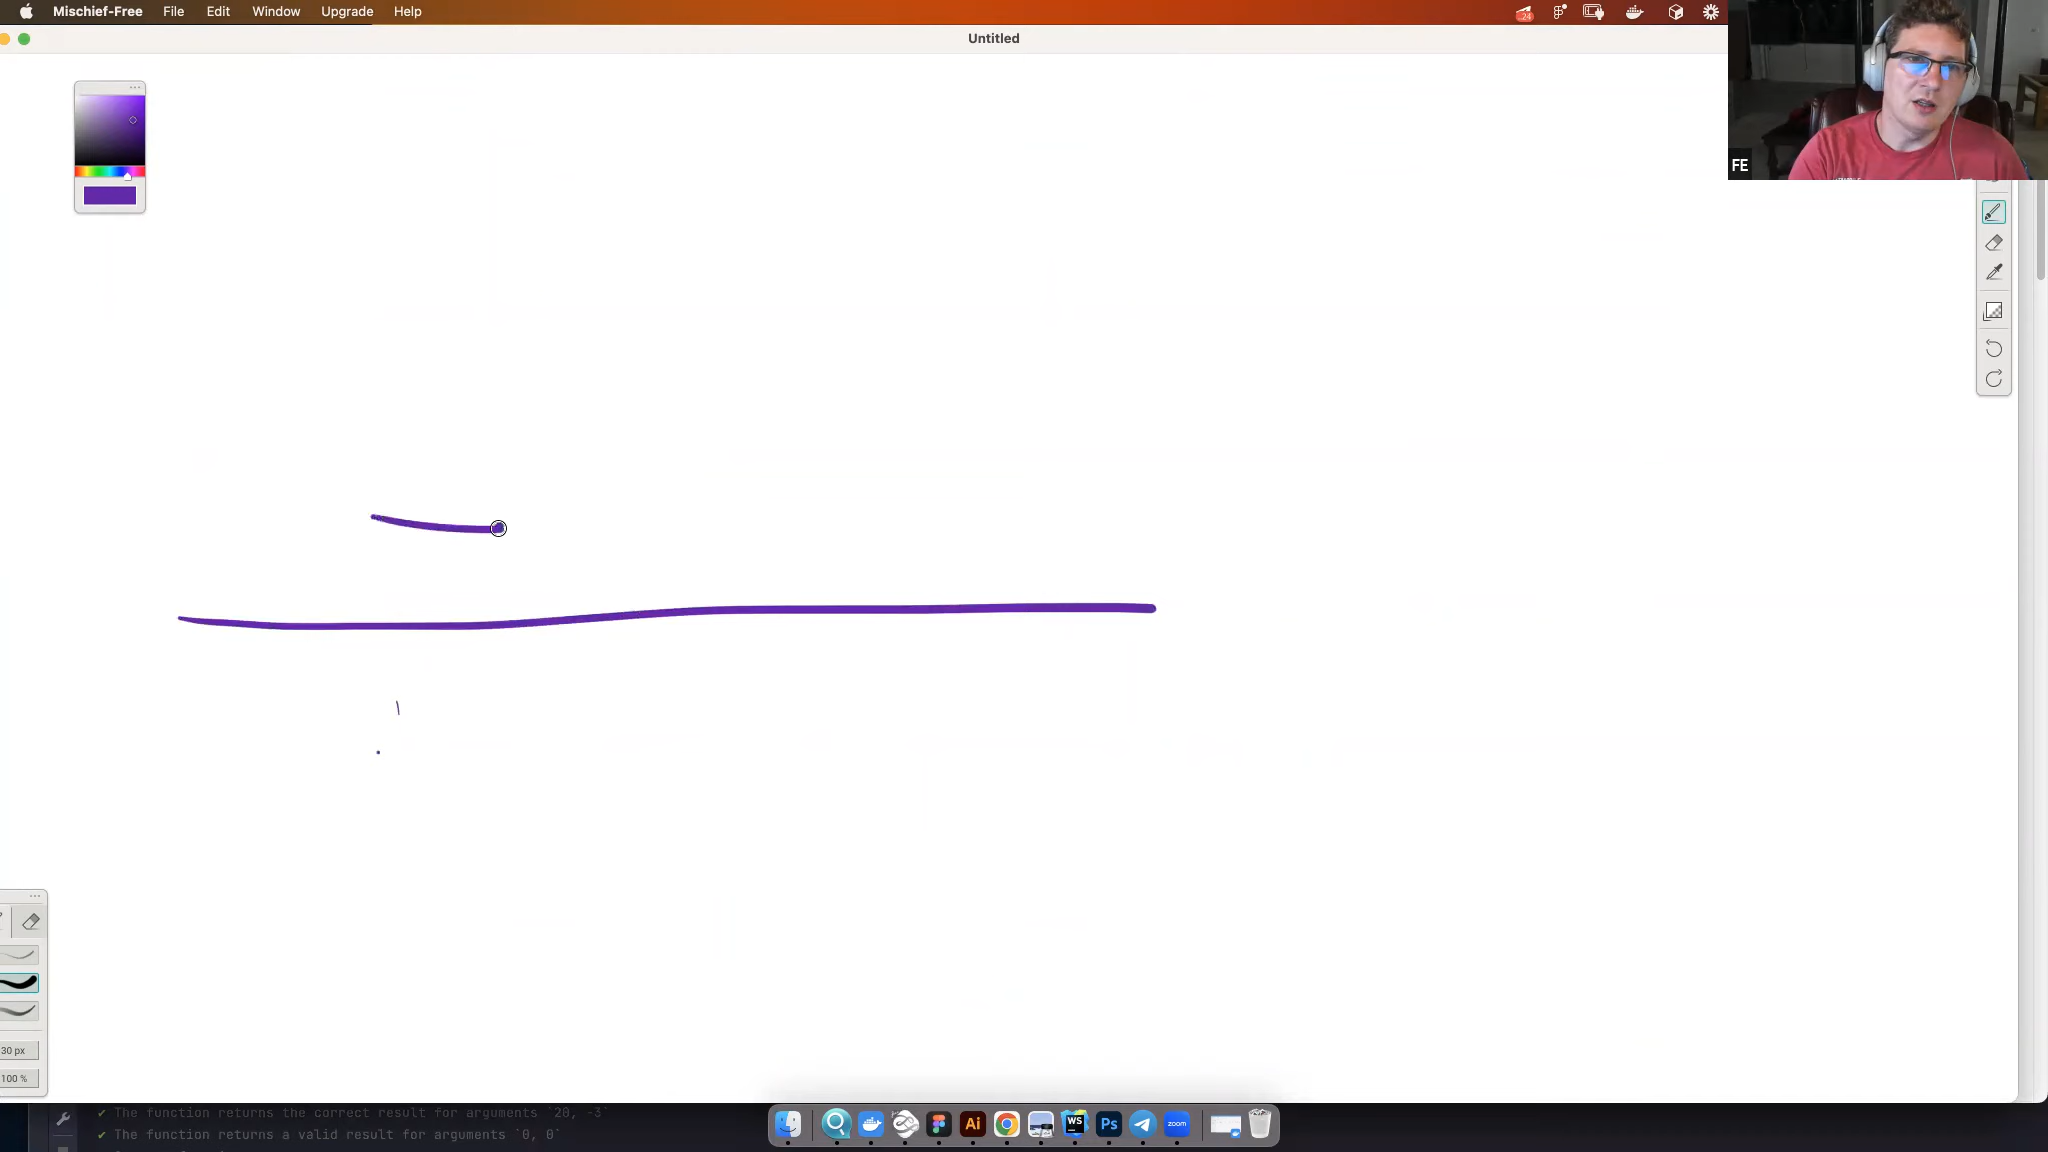 Mischief-Free File Edit Window Upgrade Help
24
Untitled
FE
30 px
100 %
✔ The function returns the correct result for arguments `20, -3`
✔ The function returns a valid result for arguments `0, 0`
Ai
WS
Ps
zoom